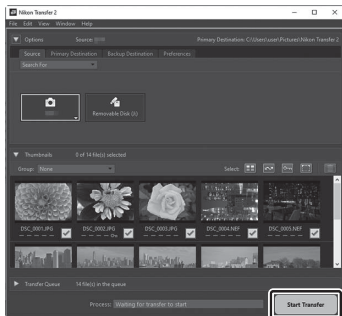 Nikon Transfer 2
File Edit View Window Help
Options Source: Primary Destination: C:\Users\user\Pictures\Nikon Transfer 2
Source Primary Destination Backup Destination Preferences
Search For
Removable Disk (J:)
Thumbnails 0 of 14 file(s) selected
Group: None Select:
DSC_0001.JPG DSC_0002.JPG DSC_0003.JPG DSC_0004.NEF DSC_0005.NEF
Transfer Queue 14 file(s) in the queue
Process: Waiting for transfer to start Start Transfer